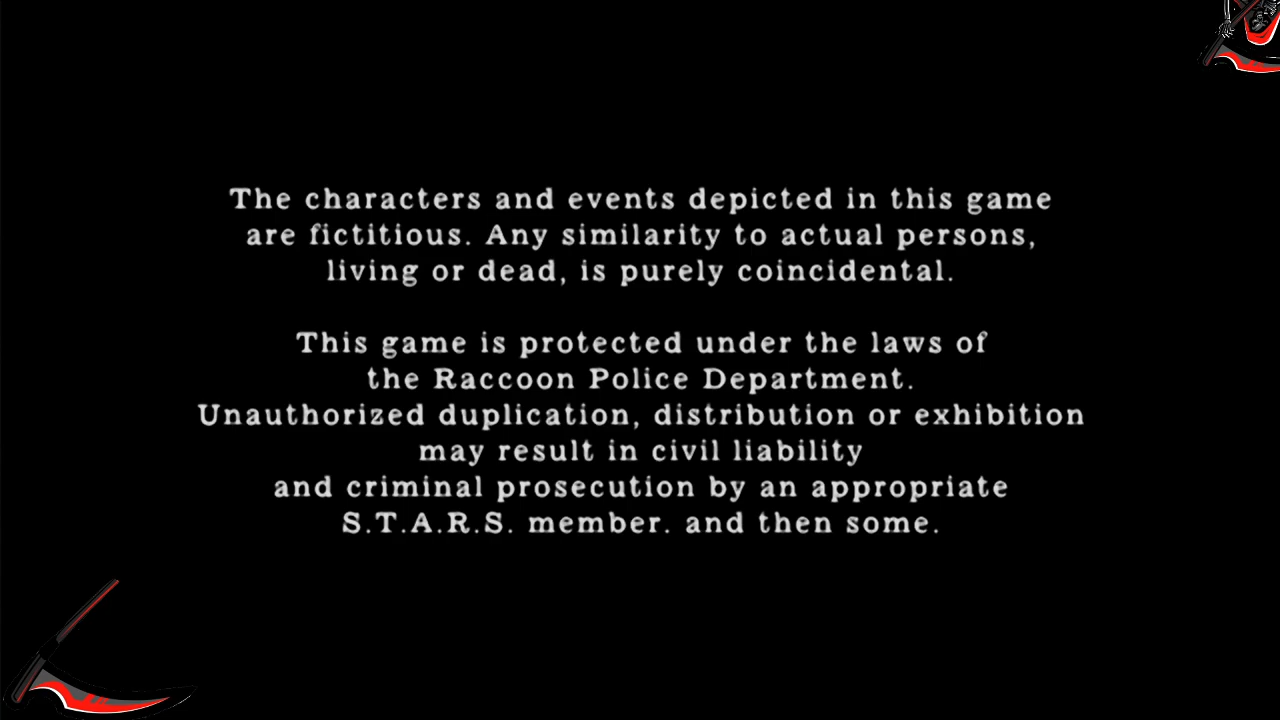 The characters and events depicted in this game
are fictitious. Any similarity to actual persons,
living or dead, is purely coincidental.
This game is protected under the laws of
the Raccoon Police Department.
Unauthorized duplication, distribution or exhibition
may result in civil liability
and criminal prosecution by an appropriate
S.T.A.R.S. member. and then some.